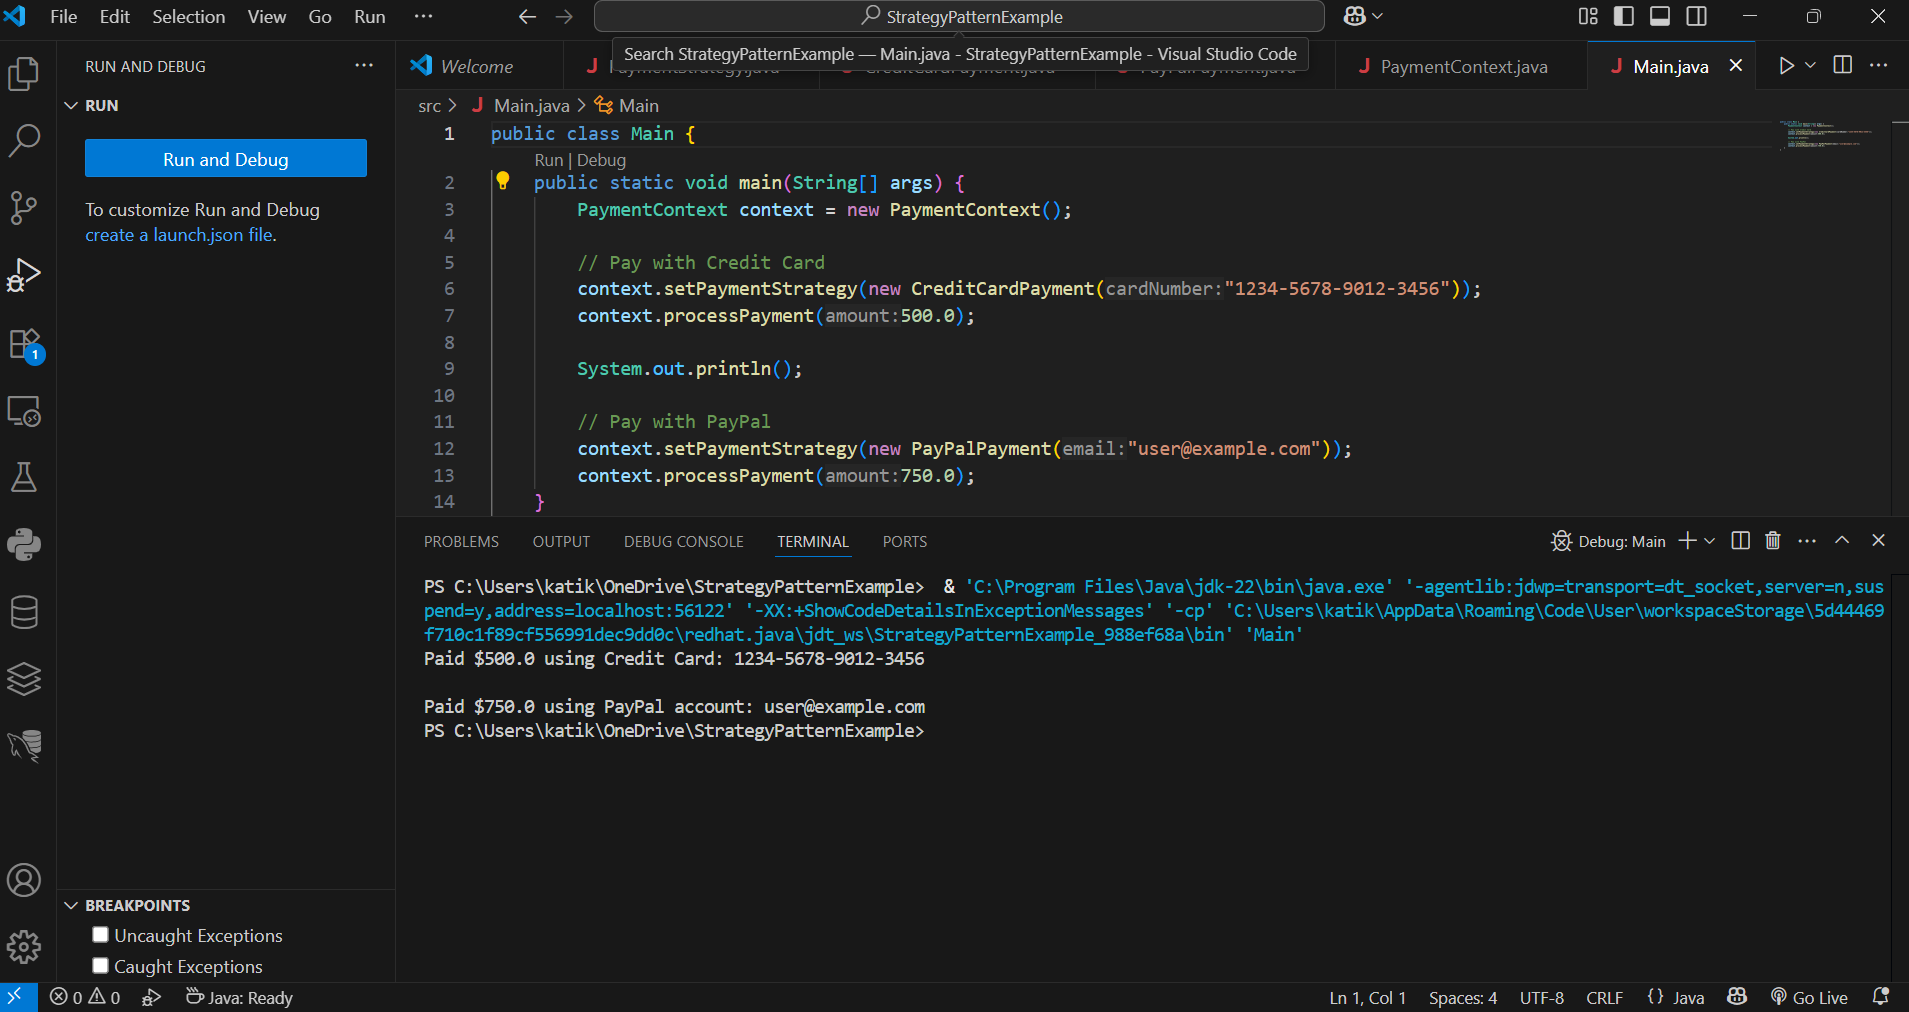 File Edit Selection View Go Run ···
StrategyPatternExample
Search StrategyPatternExample — Main.java - StrategyPatternExample - Visual Studio Code
RUN AND DEBUG
Welcome
PaymentContext.java
Main.java
RUN
Run and Debug
To customize Run and Debug
create a launch.json file.
src > Main.java > Main
1 public class Main {
Run | Debug
2 public static void main(String[] args) {
3 PaymentContext context = new PaymentContext();
4
5 // Pay with Credit Card
6 context.setPaymentStrategy(new CreditCardPayment(cardNumber:"1234-5678-9012-3456"));
7 context.processPayment(amount:500.0);
8
9 System.out.println();
10
11 // Pay with PayPal
12 context.setPaymentStrategy(new PayPalPayment(email:"user@example.com"));
13 context.processPayment(amount:750.0);
14 }
PROBLEMS OUTPUT DEBUG CONSOLE TERMINAL PORTS
Debug: Main
PS C:\Users\katik\OneDrive\StrategyPatternExample> & 'C:\Program Files\Java\jdk-22\bin\java.exe' '-agentlib:jdwp=transport=dt_socket,server=n,sus
pend=y,address=localhost:56122' '-XX:+ShowCodeDetailsInExceptionMessages' '-cp' 'C:\Users\katik\AppData\Roaming\Code\User\workspaceStorage\5d44469
f710c1f89cf556991dec9dd0c\redhat.java\jdt_ws\StrategyPatternExample_988ef68a\bin' 'Main'
Paid $500.0 using Credit Card: 1234-5678-9012-3456
Paid $750.0 using PayPal account: user@example.com
PS C:\Users\katik\OneDrive\StrategyPatternExample>
1
BREAKPOINTS
Uncaught Exceptions
Caught Exceptions
0 0 Java: Ready
Ln 1, Col 1 Spaces: 4 UTF-8 CRLF {} Java Go Live